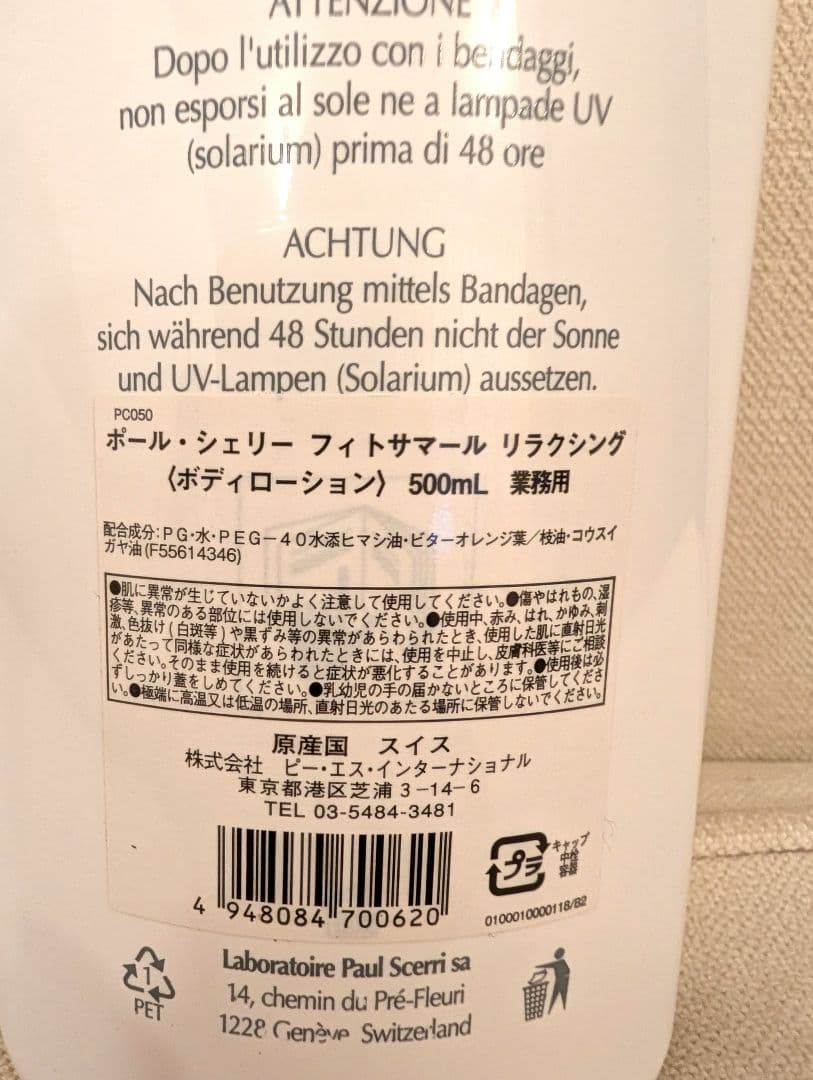 ATTENZIONE
Dopo l'utilizzo con i bendaggi,
non esporsi al sole ne a lampade UV
(solarium) prima di 48 ore
ACHTUNG
Nach Benutzung mittels Bandagen,
sich während 48 Stunden nicht der Sonne
und UV-Lampen (Solarium) aussetzen.
PC050
ポール・シェリー フィトサマール リラクシング
〈ボディローション〉 500mL 業務用
配合成分:PG・水・PEG-40水添ヒマシ油・ビターオレンジ葉/枝油・コウスイ
ガヤ油(F55614346)
●肌に異常が生じていないかよく注意して使用してください。●傷やはれもの、湿
疹等、異常のある部位には使用しないでください。●使用中、赤み、はれ、かゆみ、刺
激、色抜け(白斑等)や黒ずみ等の異常があらわられたとき、使用した肌に直射日光
があたって同様な症状があらわれたときには、使用を中止し、皮膚科医等にご相談
ください。そのまま使用を続けると症状が悪化することがあります。●使用後は必
ずしっかり蓋をしめてください。●乳幼児の手の届かないところに保管してくださ
い。●極端に高温又は低温の場所、直射日光のあたる場所に保管しないでください。
原産国 スイス
株式会社 ピー・エス・インターナショナル
東京都港区芝浦3-14-6
TEL 03-5484-3481
プラ
キャップ
中栓
容器
4 948084 700620
0100010000118/B2
1
PET
Laboratoire Paul Scerri sa
14, chemin du Pré-Fleuri
1228 Genève Switzerland